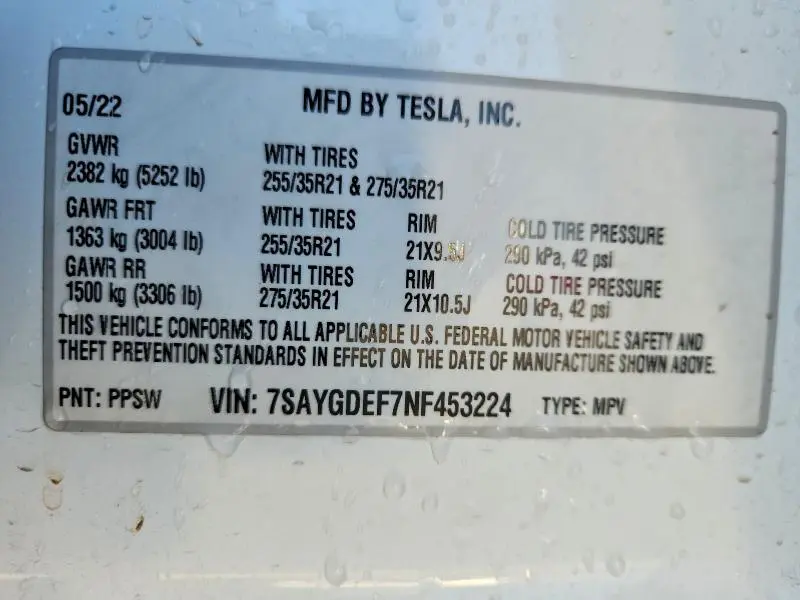 05/22 MFD BY TESLA, INC.
GVWR
2382 kg (5252 lb)
WITH TIRES
255/35R21 & 275/35R21
GAWR FRT
1363 kg (3004 lb)
WITH TIRES
255/35R21
RIM
21X9.5J
COLD TIRE PRESSURE
290 kPa, 42 psi
GAWR RR
1500 kg (3306 lb)
WITH TIRES
275/35R21
RIM
21X10.5J
COLD TIRE PRESSURE
290 kPa, 42 psi
THIS VEHICLE CONFORMS TO ALL APPLICABLE U.S. FEDERAL MOTOR VEHICLE SAFETY AND
THEFT PREVENTION STANDARDS IN EFFECT ON THE DATE OF MANUFACTURE SHOWN ABOVE.
PNT: PPSW VIN: 7SAYGDEF7NF453224 TYPE: MPV